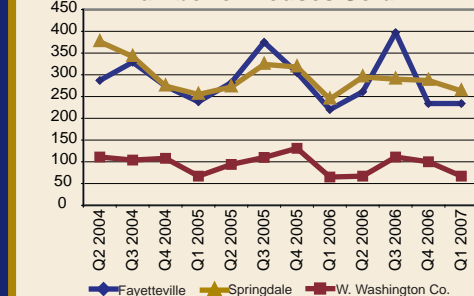 450
400
350
300
250
200
150
100
50
0
Q2 2004
Q3 2004
Q4 2004
Q1 2005
Q2 2005
Q3 2005
Q4 2005
Q1 2006
Q2 2006
Q3 2006
Q4 2006
Q1 2007
Fayetteville Springdale W. Washington Co.